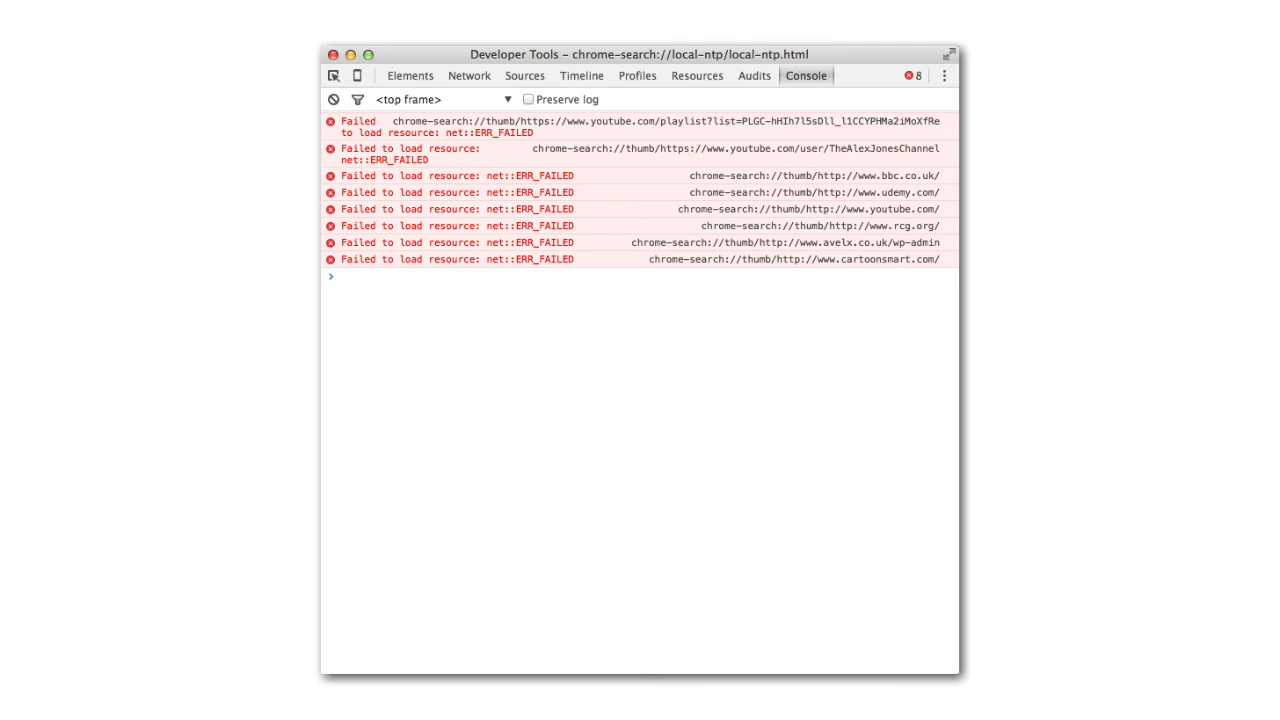 Developer Tools - chrome-search://local-ntp/local-ntp.html
Elements Network Sources Timeline Profiles Resources Audits Console 8
<top frame> Preserve log
Failed chrome-search://thumb/https://www.youtube.com/playlist?list=PLGC-hHIh7l5sDll_l1CCYPHMa2iMoXfRe
to load resource: net::ERR_FAILED
Failed to load resource: chrome-search://thumb/https://www.youtube.com/user/TheAlexJonesChannel
net::ERR_FAILED
Failed to load resource: net::ERR_FAILED chrome-search://thumb/http://www.bbc.co.uk/
Failed to load resource: net::ERR_FAILED chrome-search://thumb/http://www.udemy.com/
Failed to load resource: net::ERR_FAILED chrome-search://thumb/http://www.youtube.com/
Failed to load resource: net::ERR_FAILED chrome-search://thumb/http://www.rcg.org/
Failed to load resource: net::ERR_FAILED chrome-search://thumb/http://www.avelx.co.uk/wp-admin
Failed to load resource: net::ERR_FAILED chrome-search://thumb/http://www.cartoonsmart.com/